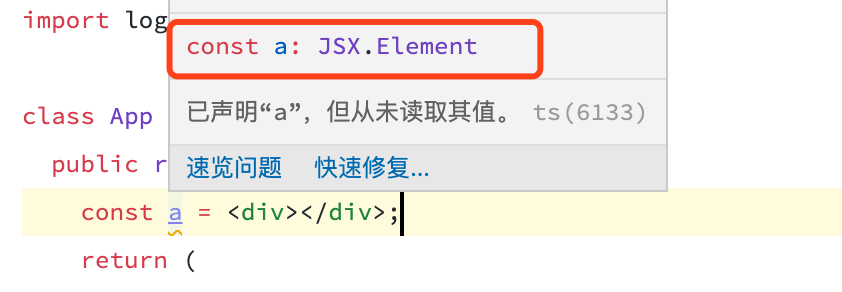 import log
const a: JSX.Element
class App
已声明“a”，但从未读取其值。 ts(6133)
public r
速览问题 快速修复...
const a = <div></div>;
return (